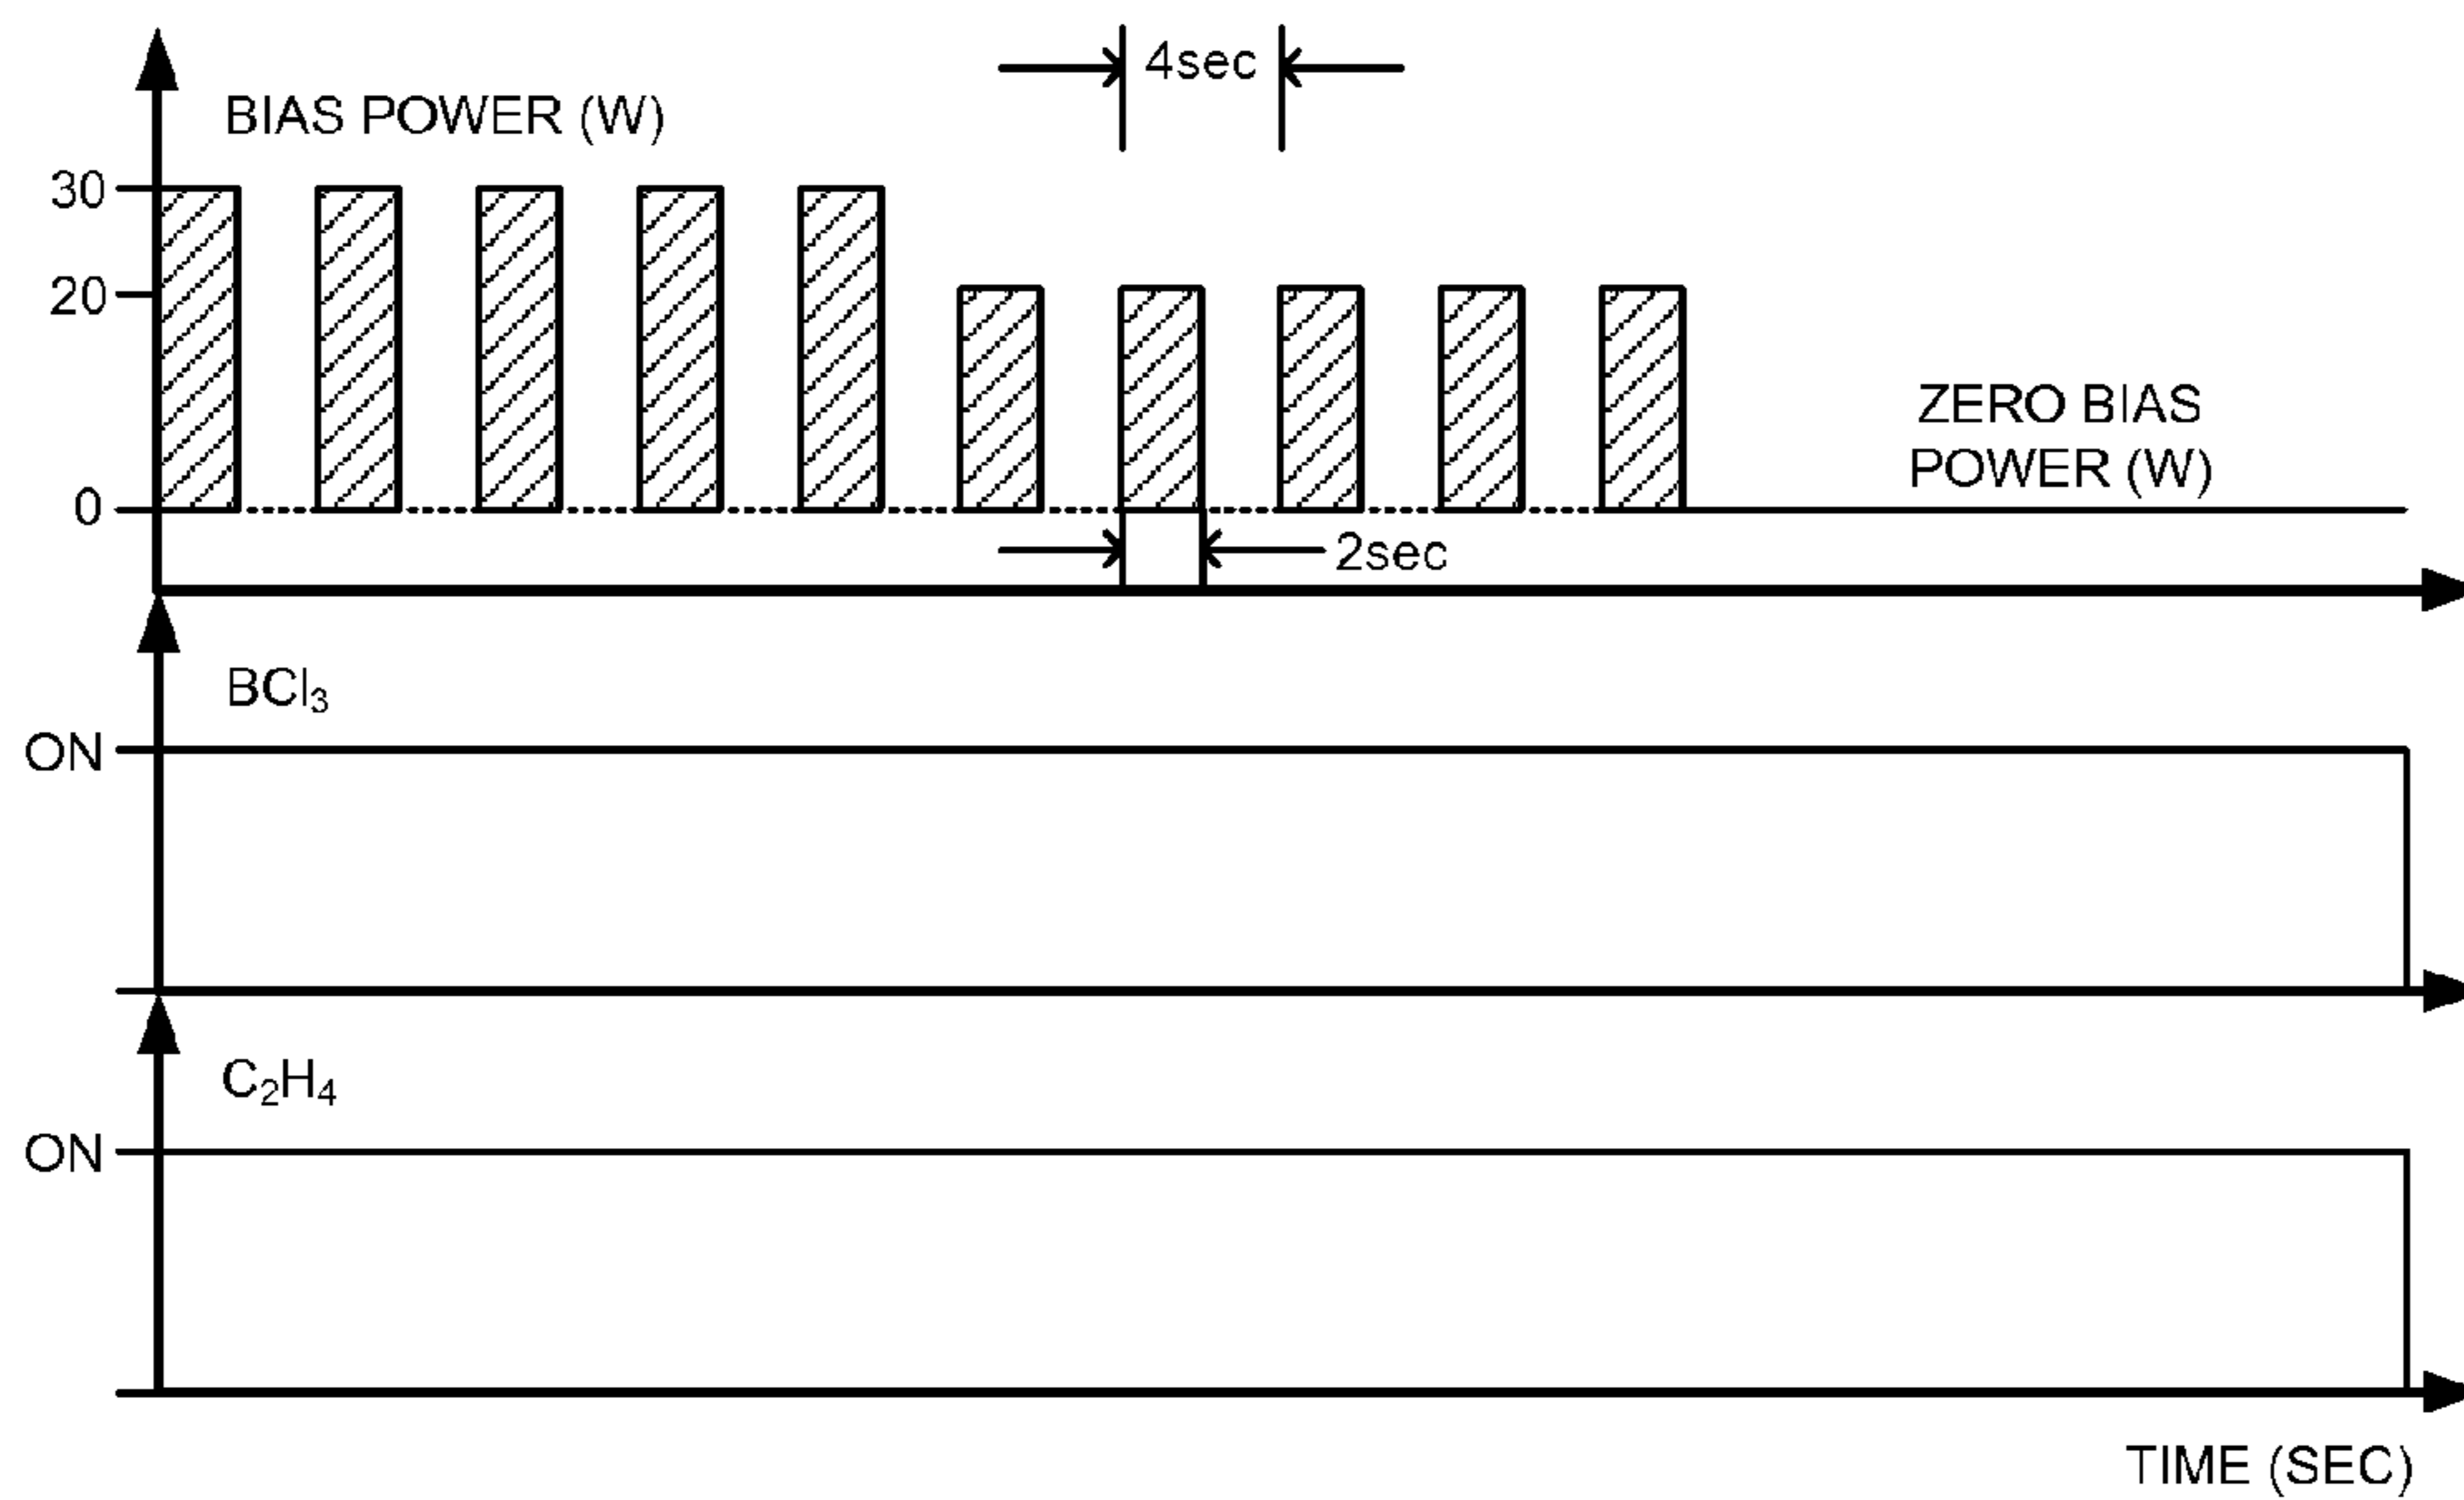 4sec
BIAS POWER (W)
30
20
ZERO BIAS
POWER (W)
0
2sec
BCl₃
ON
C₂H₄
ON
TIME (SEC)